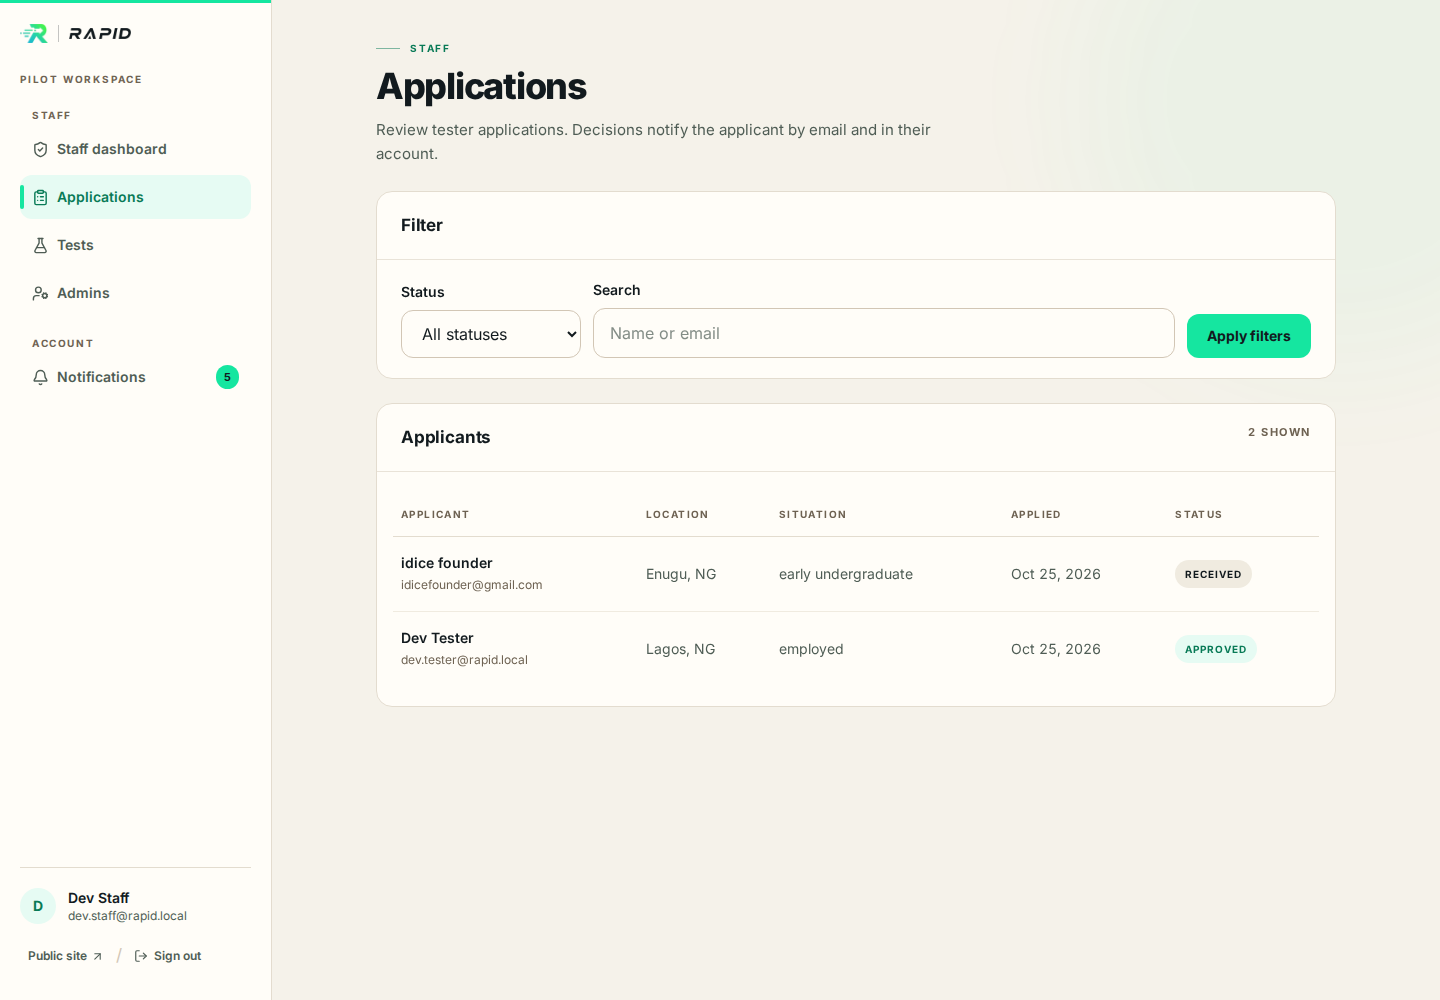 RAPID
PILOT WORKSPACE
STAFF
Staff dashboard
Applications
Tests
Admins
ACCOUNT
Notifications 5
D
Dev Staff
dev.staff@rapid.local
Public site / Sign out
STAFF
Applications
Review tester applications. Decisions notify the applicant by email and in their
account.
Filter
Status
Search
All statuses
Name or email
Apply filters
Applicants
2 SHOWN
APPLICANT LOCATION SITUATION APPLIED STATUS
idice founder
idicefounder@gmail.com
Enugu, NG early undergraduate Oct 25, 2026 RECEIVED
Dev Tester
dev.tester@rapid.local
Lagos, NG employed Oct 25, 2026 APPROVED